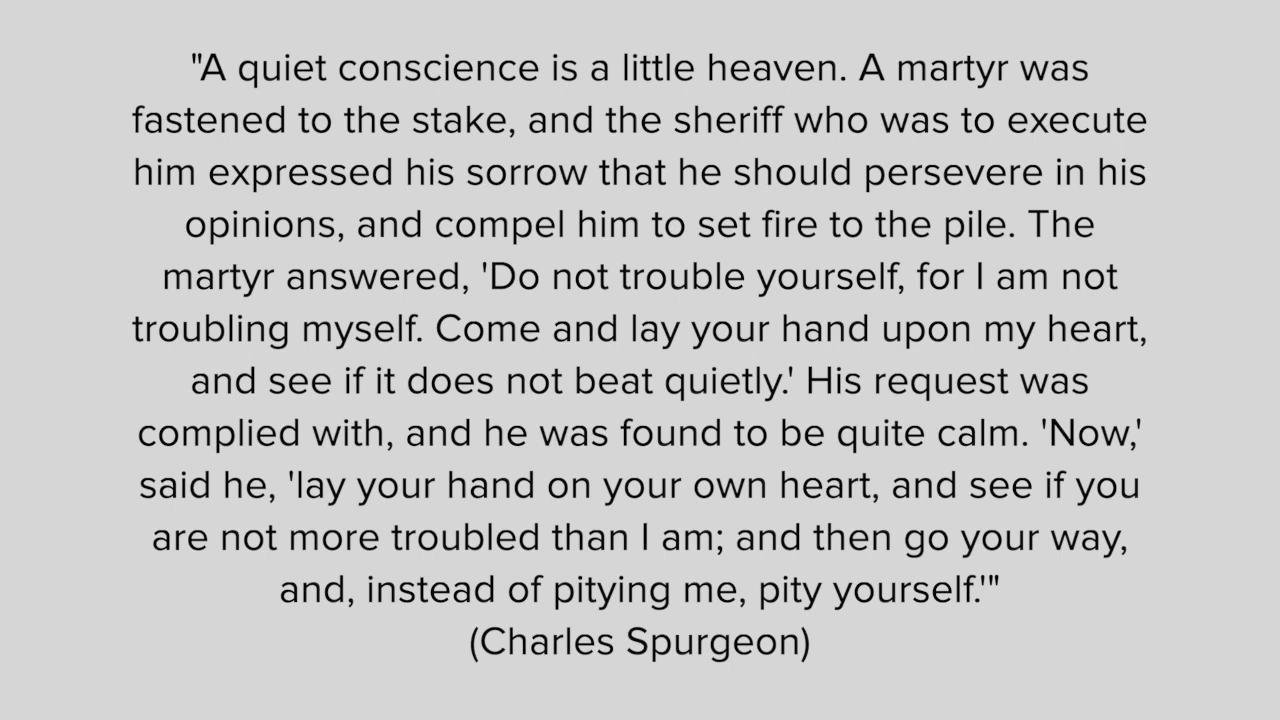 "A quiet conscience is a little heaven. A martyr was
fastened to the stake, and the sheriff who was to execute
him expressed his sorrow that he should persevere in his
opinions, and compel him to set fire to the pile. The
martyr answered, 'Do not trouble yourself, for I am not
troubling myself. Come and lay your hand upon my heart,
and see if it does not beat quietly.' His request was
complied with, and he was found to be quite calm. 'Now,'
said he, 'lay your hand on your own heart, and see if you
are not more troubled than I am; and then go your way,
and, instead of pitying me, pity yourself.'"
(Charles Spurgeon)